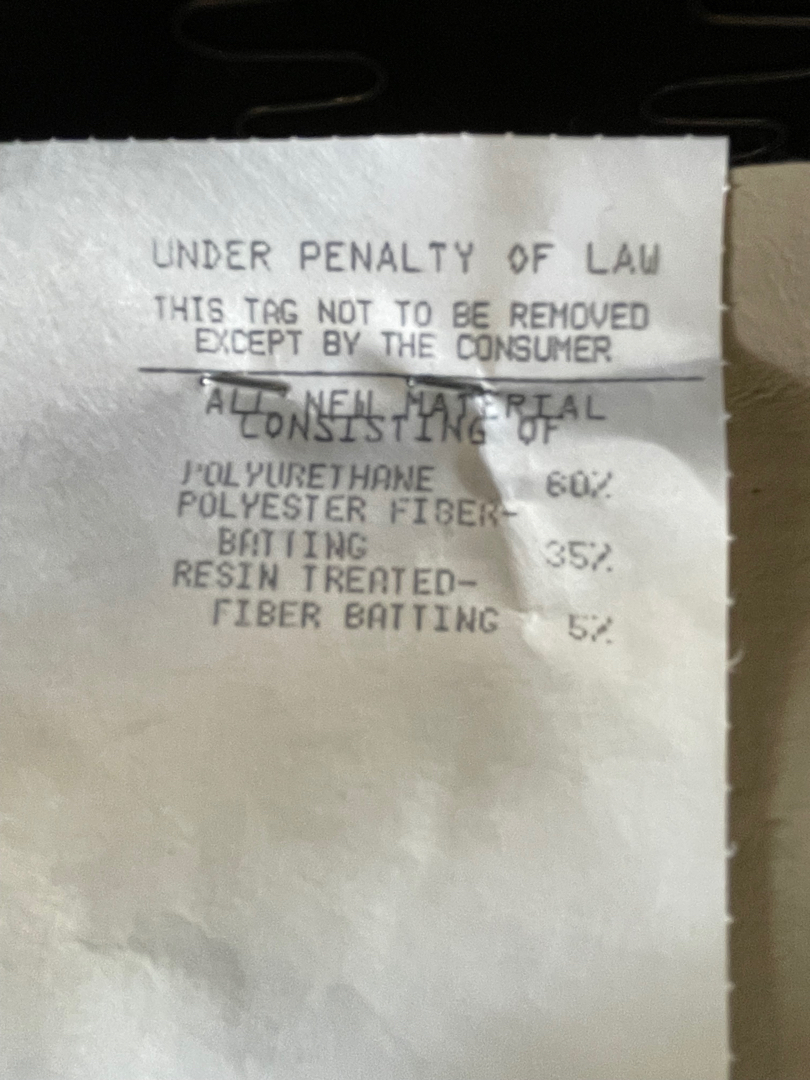 UNDER PENALTY OF LAW
THIS TAG NOT TO BE REMOVED
EXCEPT BY THE CONSUMER
ALL NEW MATERIAL
CONSISTING OF
POLYURETHANE 60%
POLYESTER FIBER-
BATTING 35%
RESIN TREATED-
FIBER BATTING 5%